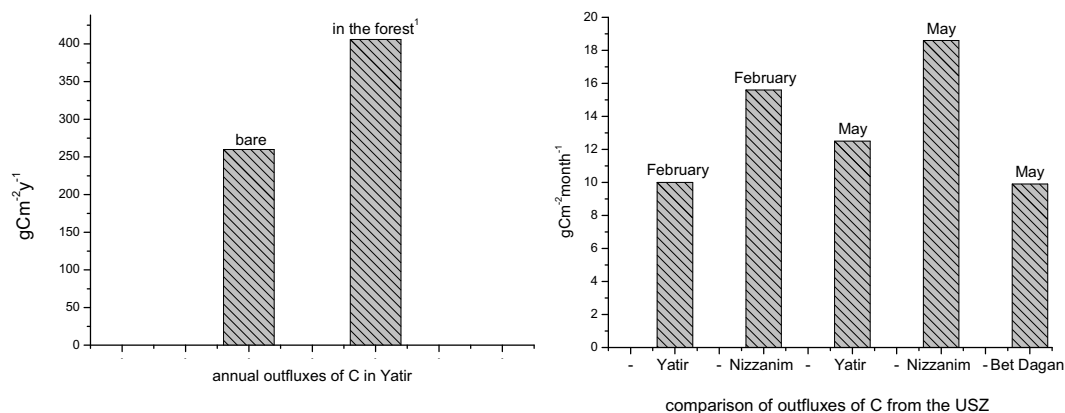 400
350
300
250
200
150
100
50
0
gCm⁻²y⁻¹
bare
in the forest¹
annual outfluxes of C in Yatir
20
18
16
14
12
10
8
6
4
2
0
gCm⁻²month⁻¹
February
February
May
May
May
- Yatir - Nizzanim - Yatir - Nizzanim - Bet Dagan
comparison of outfluxes of C from the USZ